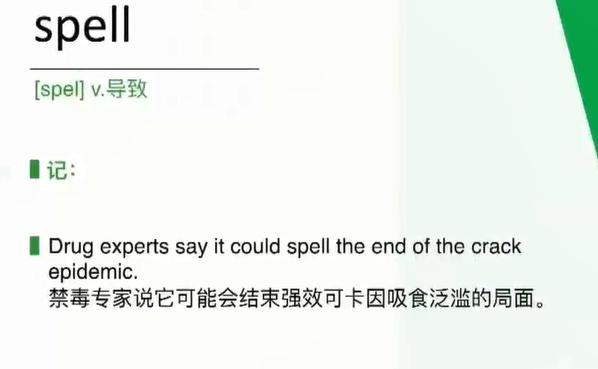 spell
[spel] v.导致
记：
Drug experts say it could spell the end of the crack
epidemic.
禁毒专家说它可能会结束强效可卡因吸食泛滥的局面。